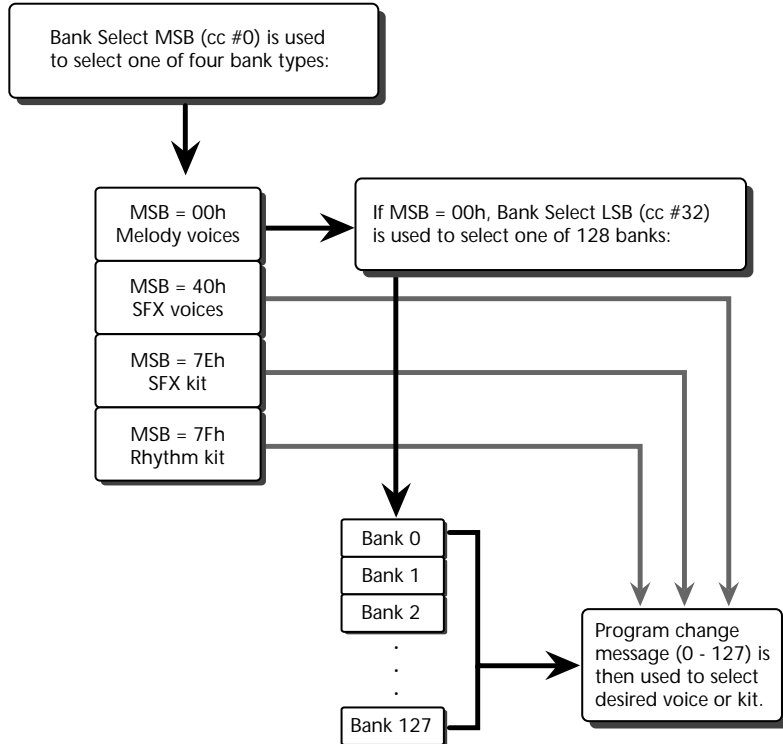 Bank Select MSB (cc #0) is used
to select one of four bank types:
MSB = 00h
Melody voices
If MSB = 00h, Bank Select LSB (cc #32)
is used to select one of 128 banks:
MSB = 40h
SFX voices
MSB = 7Eh
SFX kit
MSB = 7Fh
Rhythm kit
Bank 0
Bank 1
Bank 2
.
.
.
Bank 127
Program change
message (0 - 127) is
then used to select
desired voice or kit.